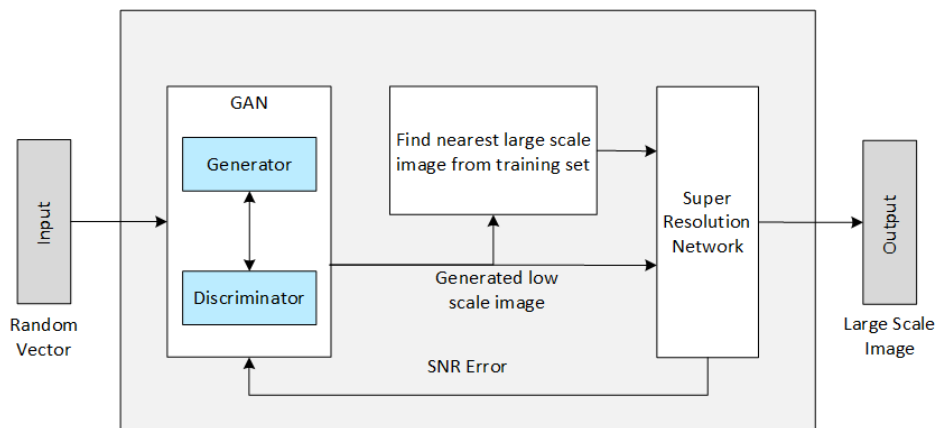 GAN
Generator
Discriminator
Find nearest large scale
image from training set
Super
Resolution
Network
Input
Output
Generated low
scale image
Random
Vector
Large Scale
Image
SNR Error